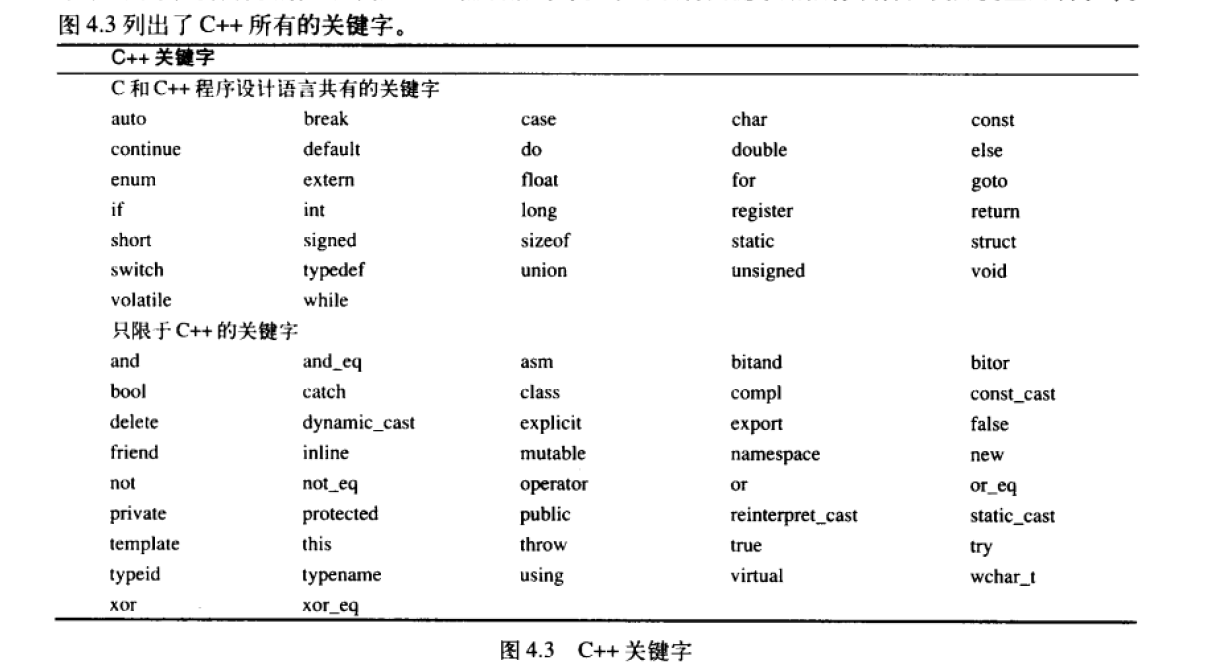 图 4.3 列出了 C++ 所有的关键字。
C++ 关键字
C 和 C++ 程序设计语言共有的关键字
auto break case char const
continue default do double else
enum extern float for goto
if int long register return
short signed sizeof static struct
switch typedef union unsigned void
volatile while
只限于 C++ 的关键字
and and_eq asm bitand bitor
bool catch class compl const_cast
delete dynamic_cast explicit export false
friend inline mutable namespace new
not not_eq operator or or_eq
private protected public reinterpret_cast static_cast
template this throw true try
typeid typename using virtual wchar_t
xor xor_eq
图 4.3 C++ 关键字